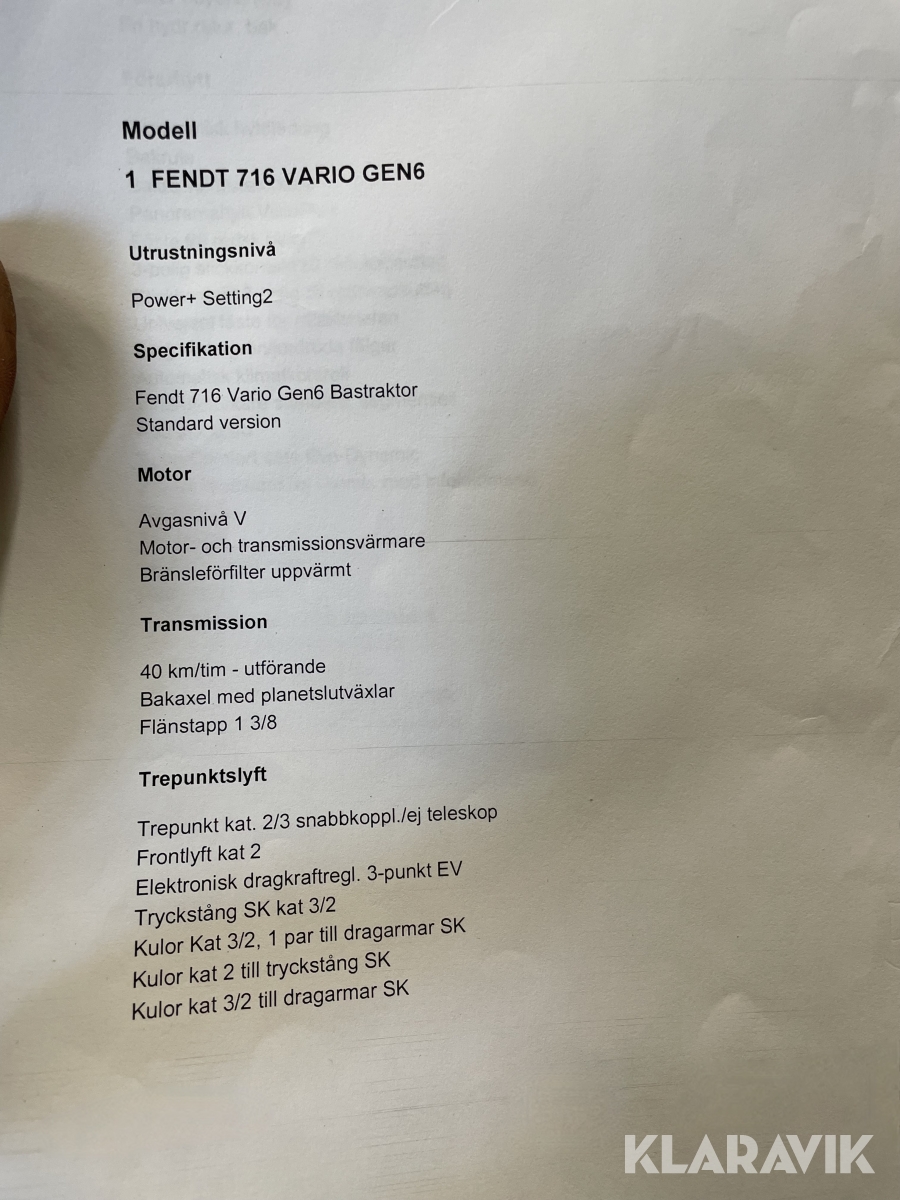 Modell
1 FENDT 716 VARIO GEN6
Utrustningsnivå
Power+ Setting2
Specifikation
Fendt 716 Vario Gen6 Bastraktor
Standard version
Motor
Avgasnivå V
Motor- och transmissionsvärmare
Bränsleförfilter uppvärmt
Transmission
40 km/tim - utförande
Bakaxel med planetslutväxlar
Flänstapp 1 3/8
Trepunktslyft
Trepunkt kat. 2/3 snabbkoppl./ej teleskop
Frontlyft kat 2
Elektronisk dragkraftregl. 3-punkt EV
Tryckstång SK kat 3/2
Kulor Kat 3/2, 1 par till dragarmar SK
Kulor kat 2 till tryckstång SK
Kulor kat 3/2 till dragarmar SK
KLARAVIK